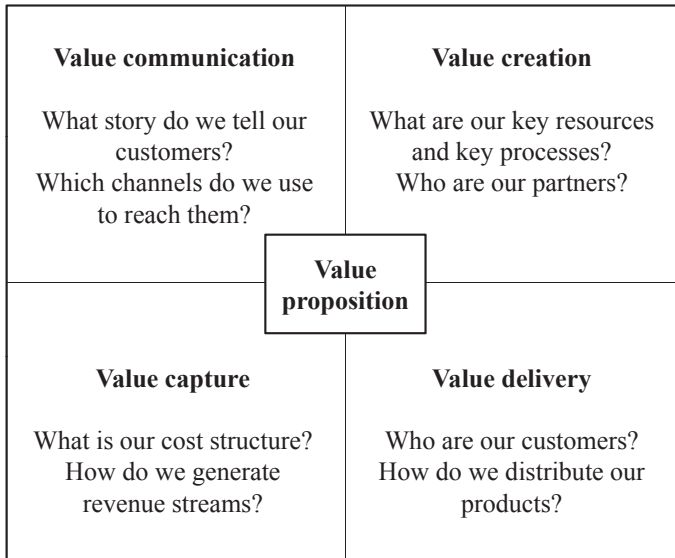 Value communication
What story do we tell our
customers?
Which channels do we use
to reach them?
Value creation
What are our key resources
and key processes?
Who are our partners?
Value
proposition
Value capture
What is our cost structure?
How do we generate
revenue streams?
Value delivery
Who are our customers?
How do we distribute our
products?